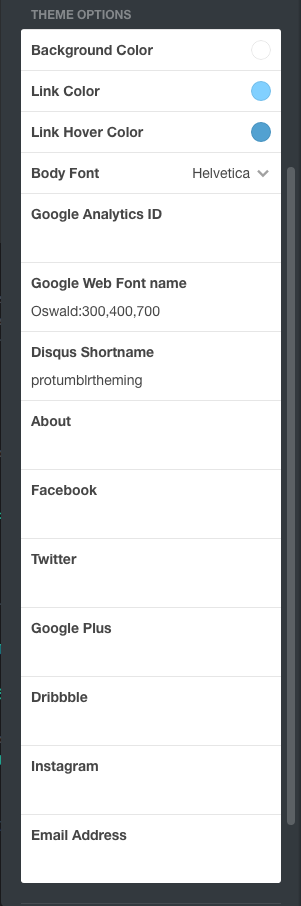 THEME OPTIONS
Background Color
Link Color
Link Hover Color
Body Font Helvetica
Google Analytics ID
Google Web Font name
Oswald:300,400,700
Disqus Shortname
protumblrtheming
About
Facebook
Twitter
Google Plus
Dribbble
Instagram
Email Address